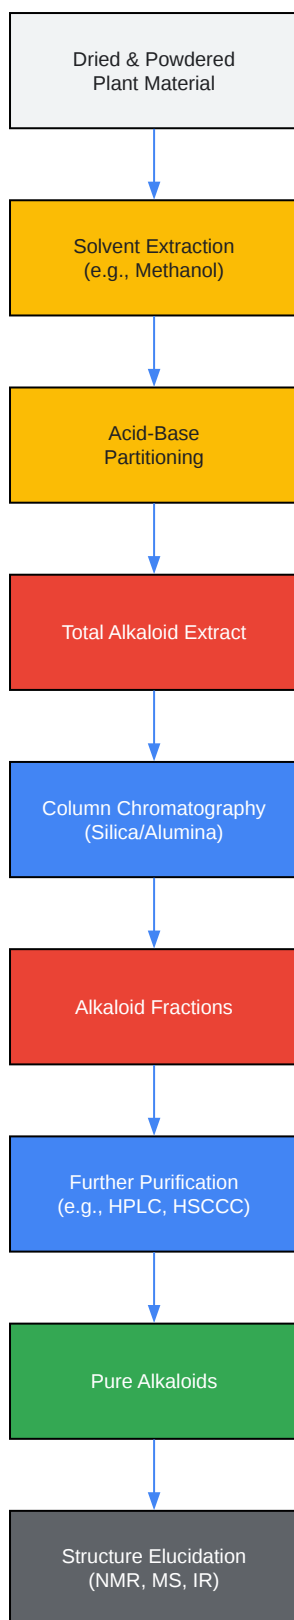 Dried & Powdered
Plant Material
Solvent Extraction
(e.g., Methanol)
Acid-Base
Partitioning
Total Alkaloid Extract
Column Chromatography
(Silica/Alumina)
Alkaloid Fractions
Further Purification
(e.g., HPLC, HSCCC)
Pure Alkaloids
Structure Elucidation
(NMR, MS, IR)